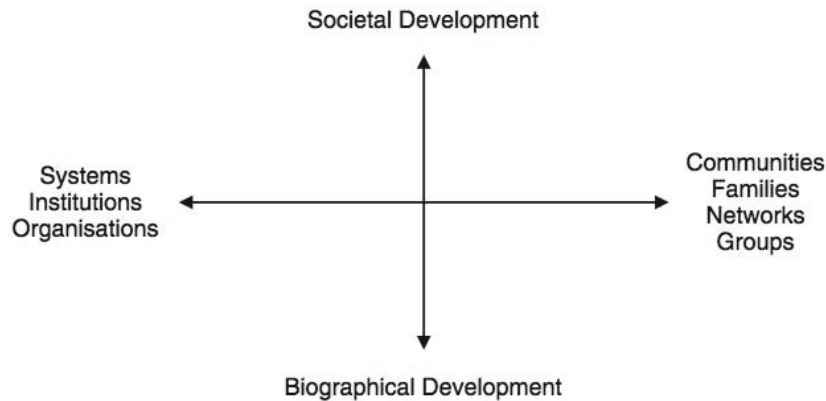 Societal Development
Systems
Institutions
Organisations
Communities
Families
Networks
Groups
Biographical Development